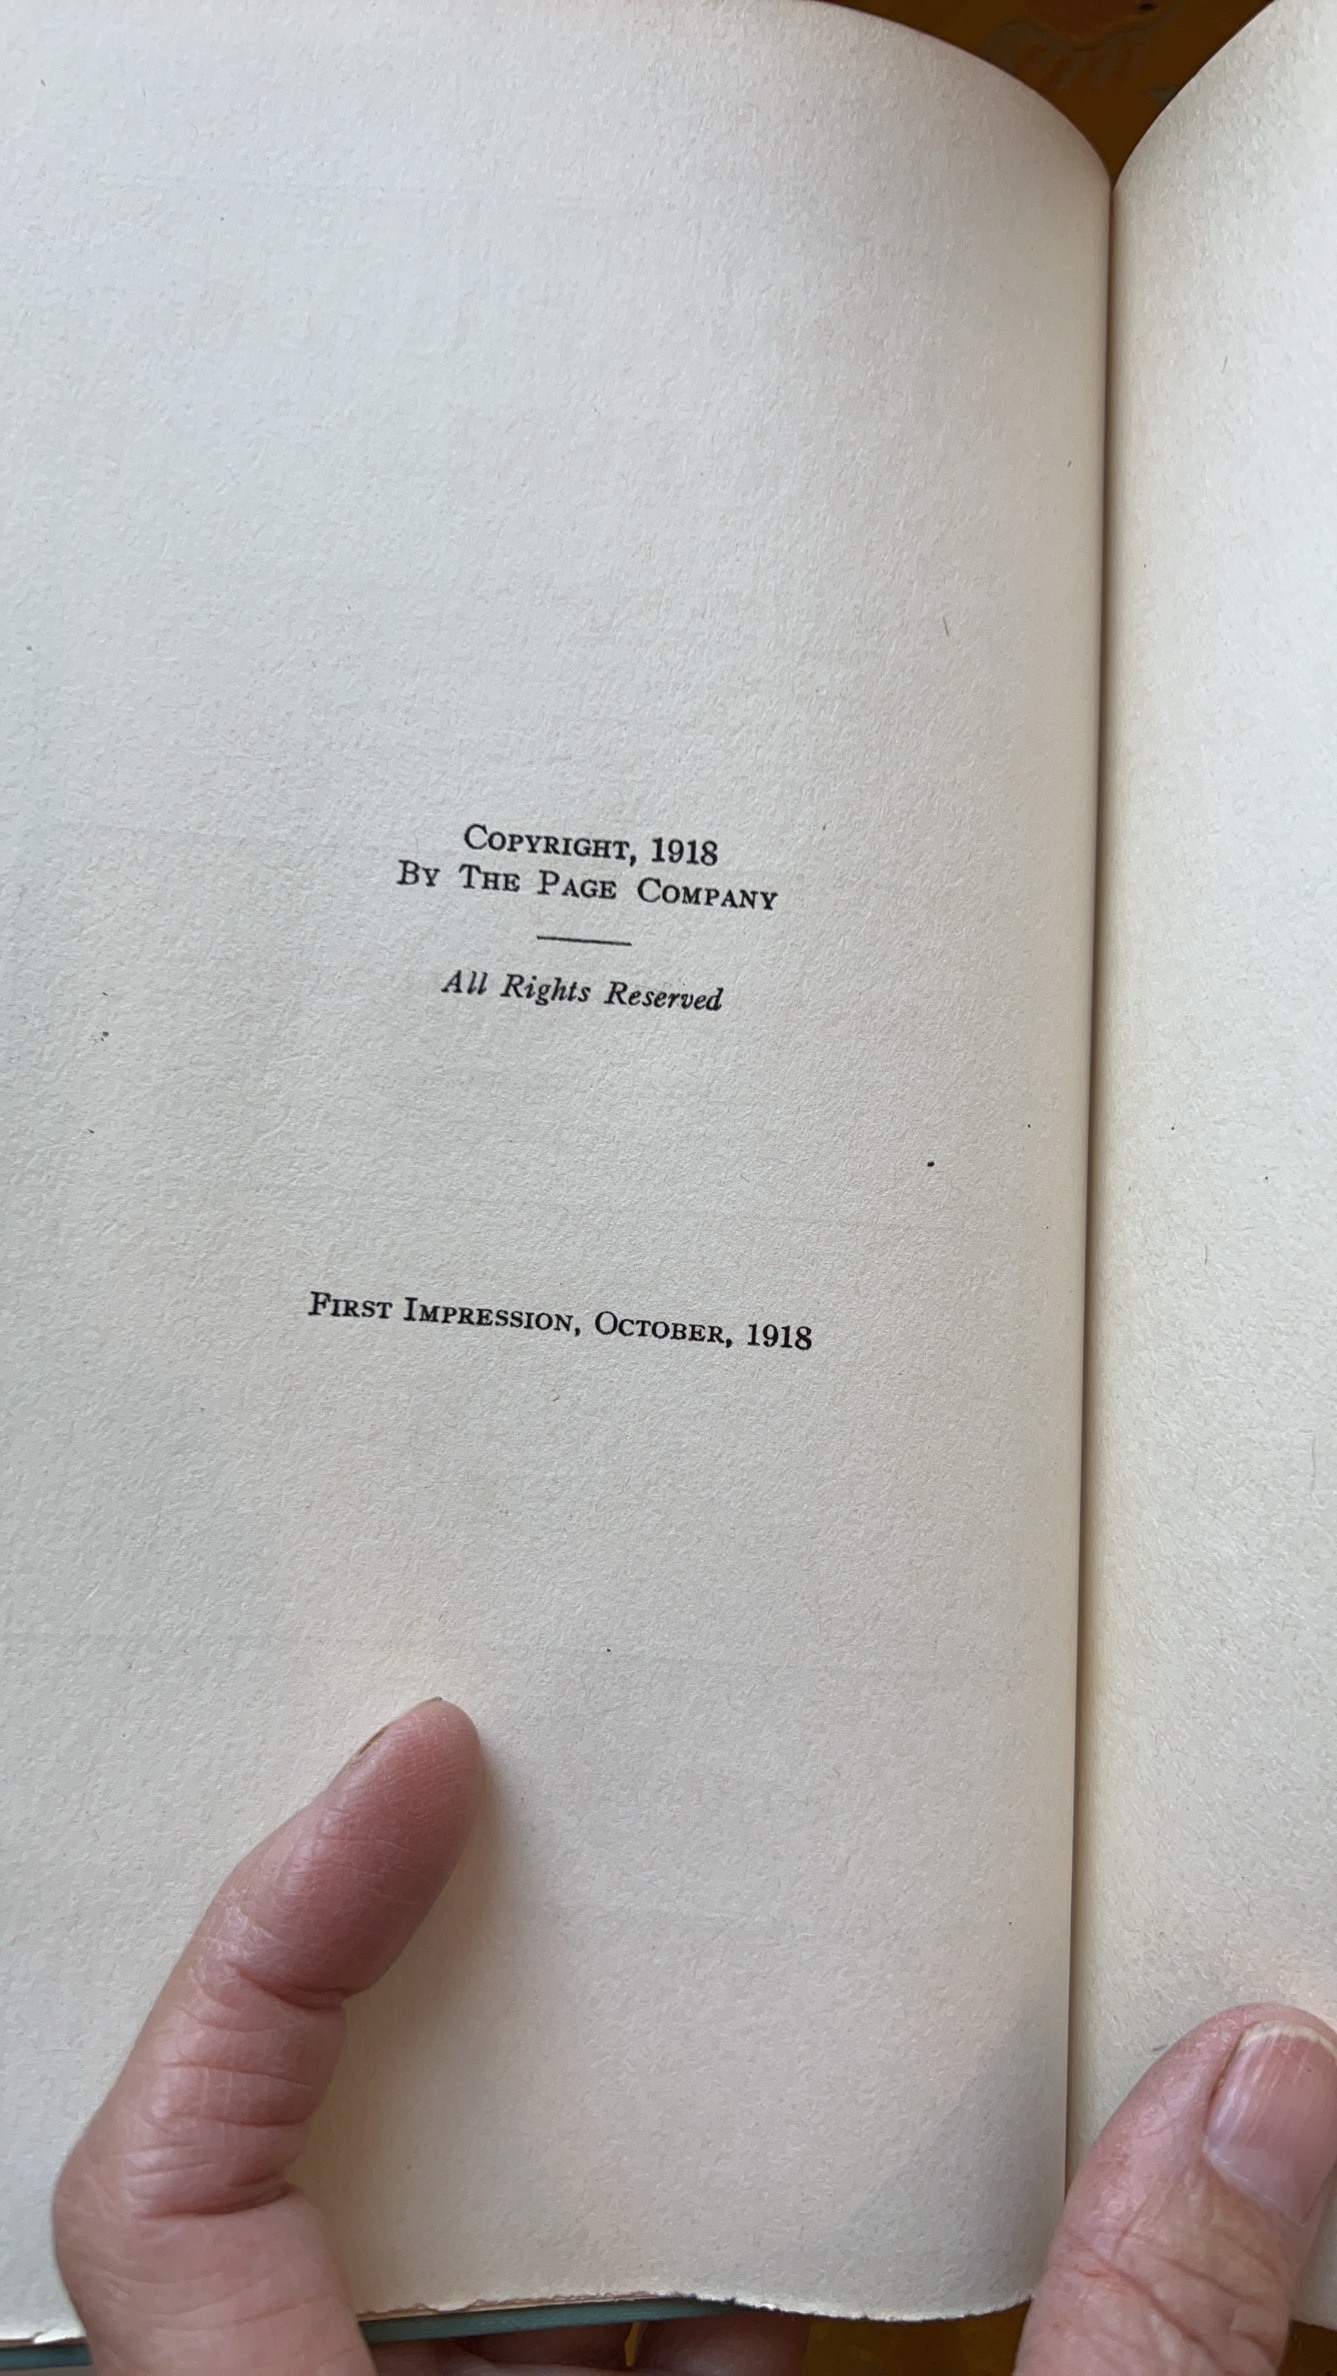 COPYRIGHT, 1918
BY THE PAGE COMPANY
All Rights Reserved
FIRST IMPRESSION, OCTOBER, 1918